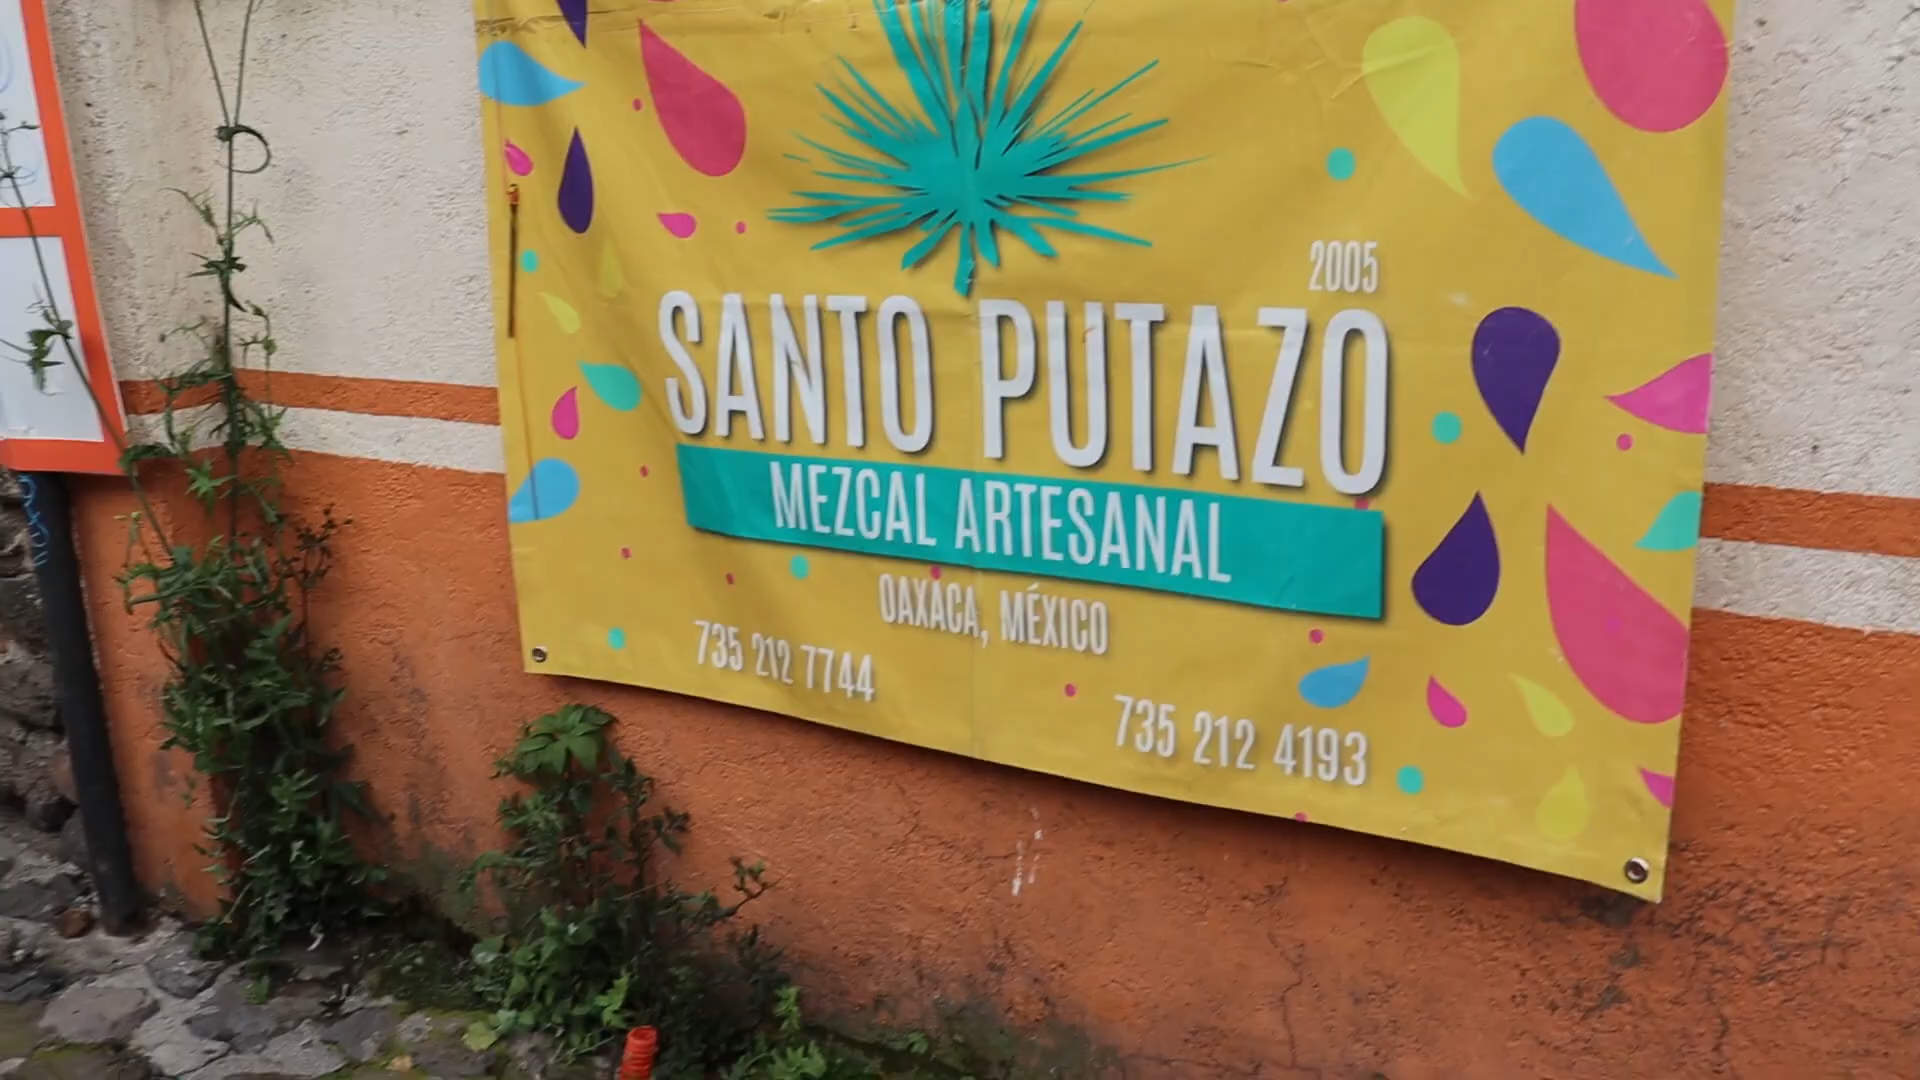 2005
SANTO PUTAZO
MEZCAL ARTESANAL
OAXACA, MÉXICO
735 212 7744
735 212 4193